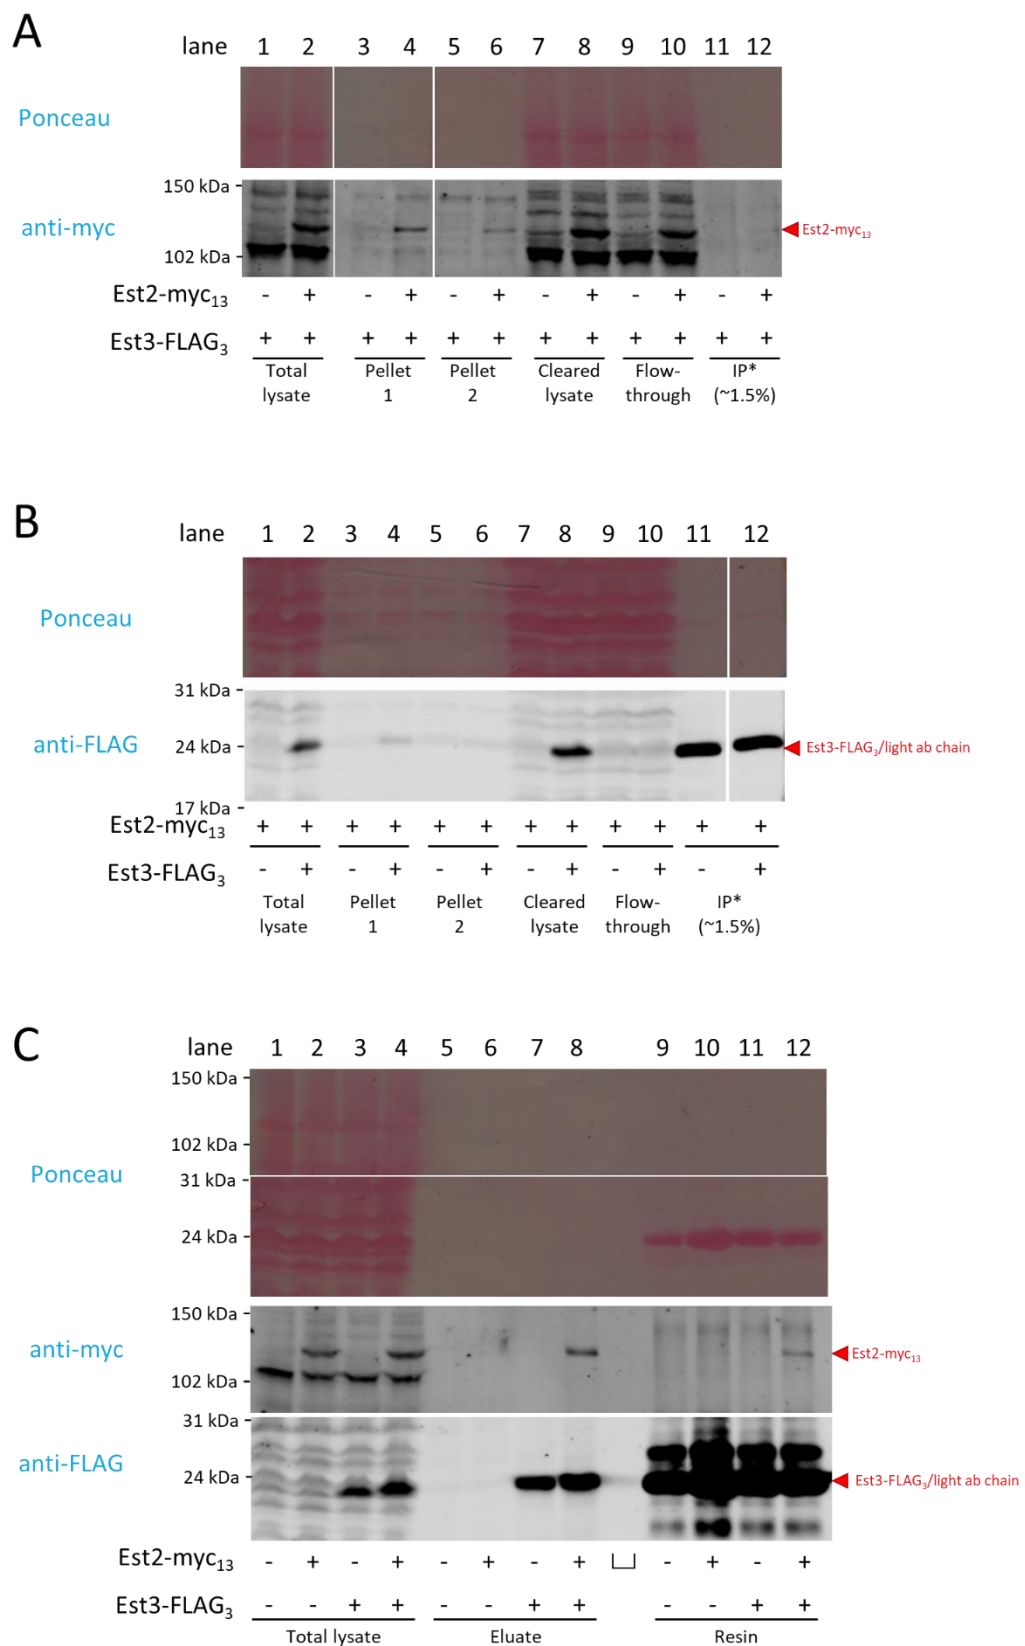 A
lane 1 2 3 4 5 6 7 8 9 10 11 12
Ponceau
150 kDa
anti-myc
Est2-myc13
102 kDa
Est2-myc13 - + - + - + - + - + - +
Est3-FLAG3 + + + + + + + + + + + +
Total lysate Pellet 1 Pellet 2 Cleared lysate Flow-through IP* (~1.5%)
B
lane 1 2 3 4 5 6 7 8 9 10 11 12
Ponceau
31 kDa
anti-FLAG
24 kDa
Est3-FLAG3/light ab chain
17 kDa
Est2-myc13 + + + + + + + + + + + +
Est3-FLAG3 - + - + - + - + - + - +
Total lysate Pellet 1 Pellet 2 Cleared lysate Flow-through IP* (~1.5%)
C
lane 1 2 3 4 5 6 7 8 9 10 11 12
150 kDa
102 kDa
Ponceau
31 kDa
24 kDa
150 kDa
anti-myc
Est2-myc13
102 kDa
31 kDa
anti-FLAG
24 kDa
Est3-FLAG3/light ab chain
Est2-myc13 - + - + - + - + - + - +
Est3-FLAG3 - - + + - - + + - - + +
Total lysate Eluate Resin